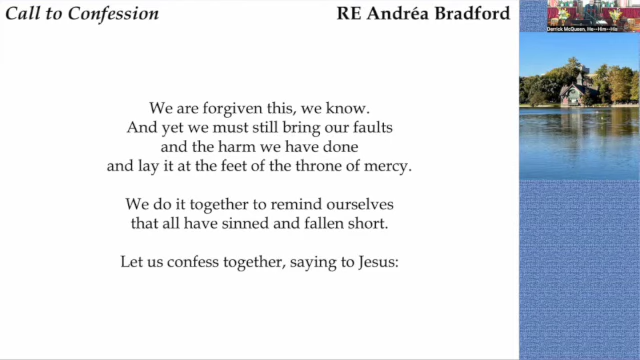 Call to Confession
RE Andréa Bradford
Derrick McQueen, He--Him--His
We are forgiven this, we know.
And yet we must still bring our faults
and the harm we have done
and lay it at the feet of the throne of mercy.
We do it together to remind ourselves
that all have sinned and fallen short.
Let us confess together, saying to Jesus: